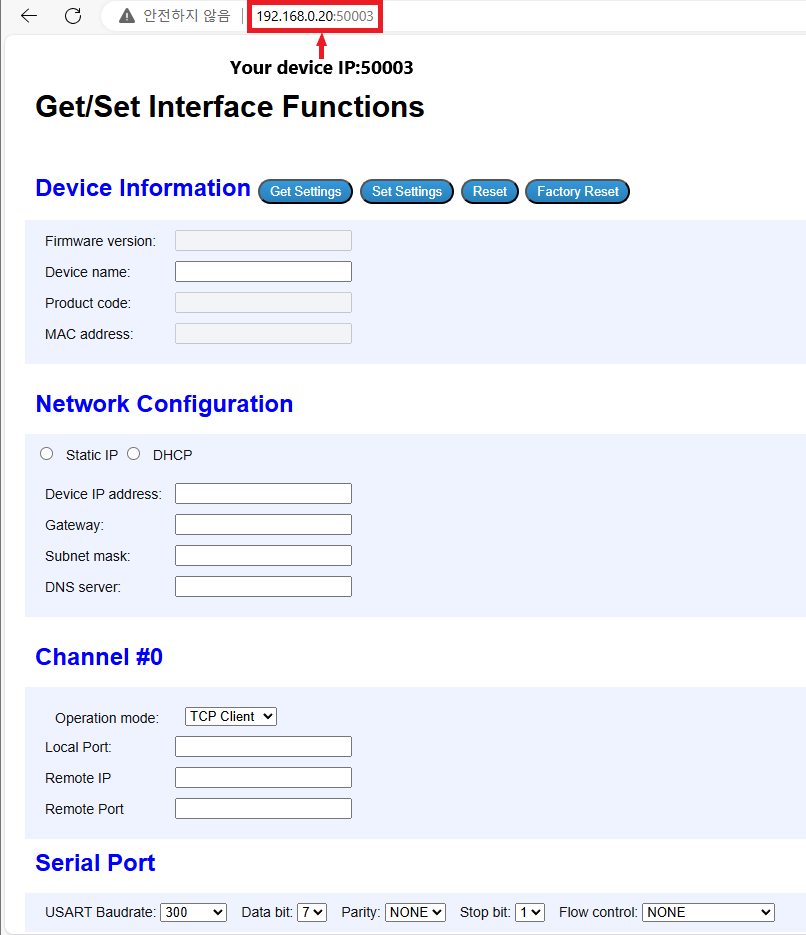 안전하지 않음 192.168.0.20:50003
Your device IP:50003
Get/Set Interface Functions
Device Information Get Settings Set Settings Reset Factory Reset
Firmware version:
Device name:
Product code:
MAC address:
Network Configuration
Static IP DHCP
Device IP address:
Gateway:
Subnet mask:
DNS server:
Channel #0
Operation mode: TCP Client
Local Port:
Remote IP
Remote Port
Serial Port
USART Baudrate: 300 Data bit: 7 Parity: NONE Stop bit: 1 Flow control: NONE